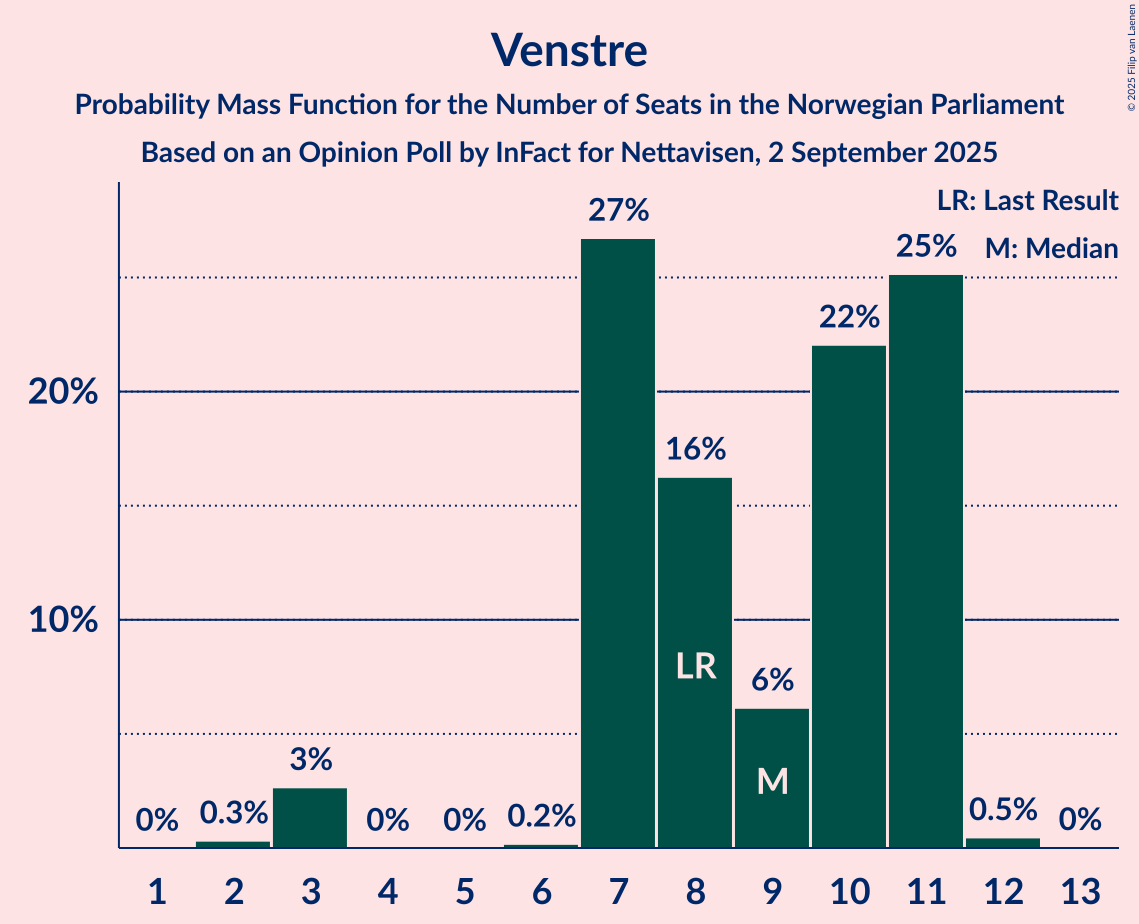 Venstre
Probability Mass Function for the Number of Seats in the Norwegian Parliament
Based on an Opinion Poll by InFact for Nettavisen, 2 September 2025
© 2025 Filip van Laenen
LR: Last Result
M: Median
27%
25%
22%
20%
16%
10%
LR
6%
M
3%
0%
0.3%
0%
0%
0.2%
0.5%
0%
1 2 3 4 5 6 7 8 9 10 11 12 13